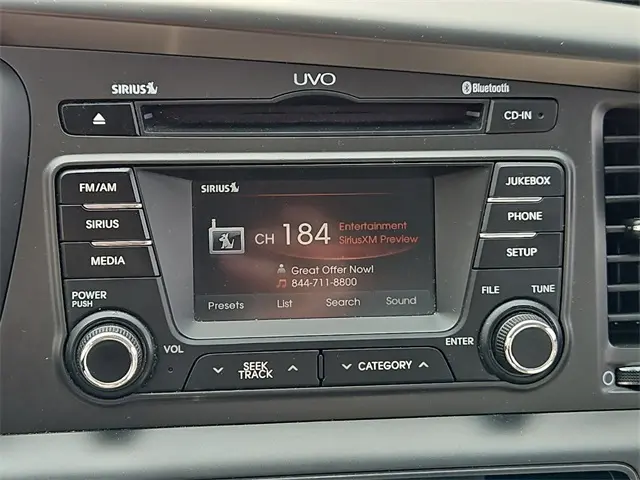 SIRIUS
UVO
Bluetooth
CD-IN
FM/AM
SIRIUS
MEDIA
SIRIUS
CH 184
Entertainment
SiriusXM Preview
Great Offer Now!
844-711-8800
Presets List Search Sound
JUKEBOX
PHONE
SETUP
POWER
PUSH
VOL
SEEK
TRACK
CATEGORY
FILE TUNE
ENTER